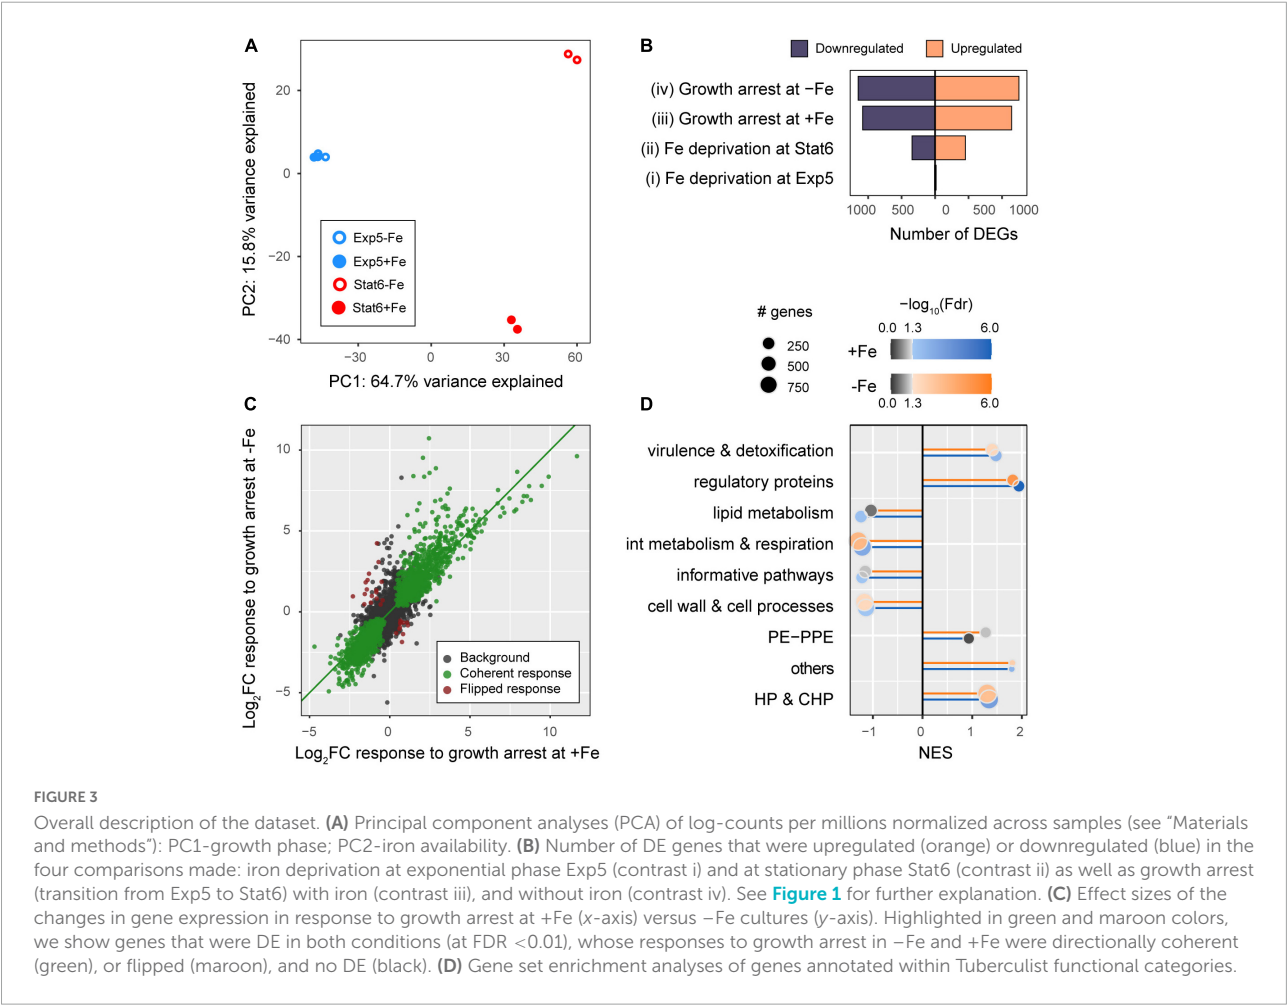 A
PC2: 15.8% variance explained
20
0
−20
−40
−30
0
30
60
PC1: 64.7% variance explained
Exp5-Fe
Exp5+Fe
Stat6-Fe
Stat6+Fe
B
Downregulated
Upregulated
(iv) Growth arrest at −Fe
(iii) Growth arrest at +Fe
(ii) Fe deprivation at Stat6
(i) Fe deprivation at Exp5
1000 500 0 500 1000
Number of DEGs
# genes
250
500
750
−log10(Fdr)
0.0 1.3 6.0
+Fe
-Fe
0.0 1.3 6.0
C
Log2FC response to growth arrest at -Fe
10
5
0
−5
Background
Coherent response
Flipped response
−5 0 5 10
Log2FC response to growth arrest at +Fe
D
virulence & detoxification
regulatory proteins
lipid metabolism
int metabolism & respiration
informative pathways
cell wall & cell processes
PE−PPE
others
HP & CHP
−1 0 1 2
NES
FIGURE 3
Overall description of the dataset. (A) Principal component analyses (PCA) of log-counts per millions normalized across samples (see “Materials
and methods”): PC1-growth phase; PC2-iron availability. (B) Number of DE genes that were upregulated (orange) or downregulated (blue) in the
four comparisons made: iron deprivation at exponential phase Exp5 (contrast i) and at stationary phase Stat6 (contrast ii) as well as growth arrest
(transition from Exp5 to Stat6) with iron (contrast iii), and without iron (contrast iv). See Figure 1 for further explanation. (C) Effect sizes of the
changes in gene expression in response to growth arrest at +Fe (x-axis) versus −Fe cultures (y-axis). Highlighted in green and maroon colors,
we show genes that were DE in both conditions (at FDR <0.01), whose responses to growth arrest in −Fe and +Fe were directionally coherent
(green), or flipped (maroon), and no DE (black). (D) Gene set enrichment analyses of genes annotated within Tuberculist functional categories.